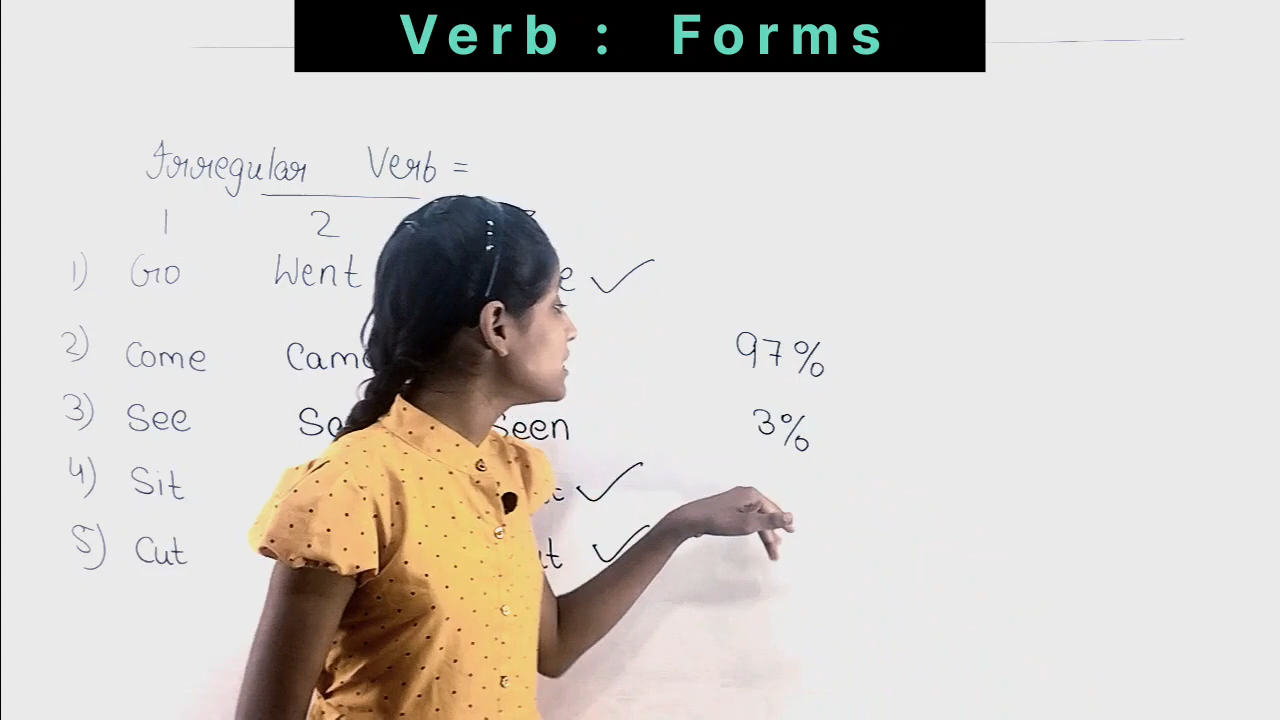 Verb : Forms
Irregular Verb =
1 2
1) Go Went
2) Come Came 97%
3) See Seen 3%
4) Sit
5) Cut